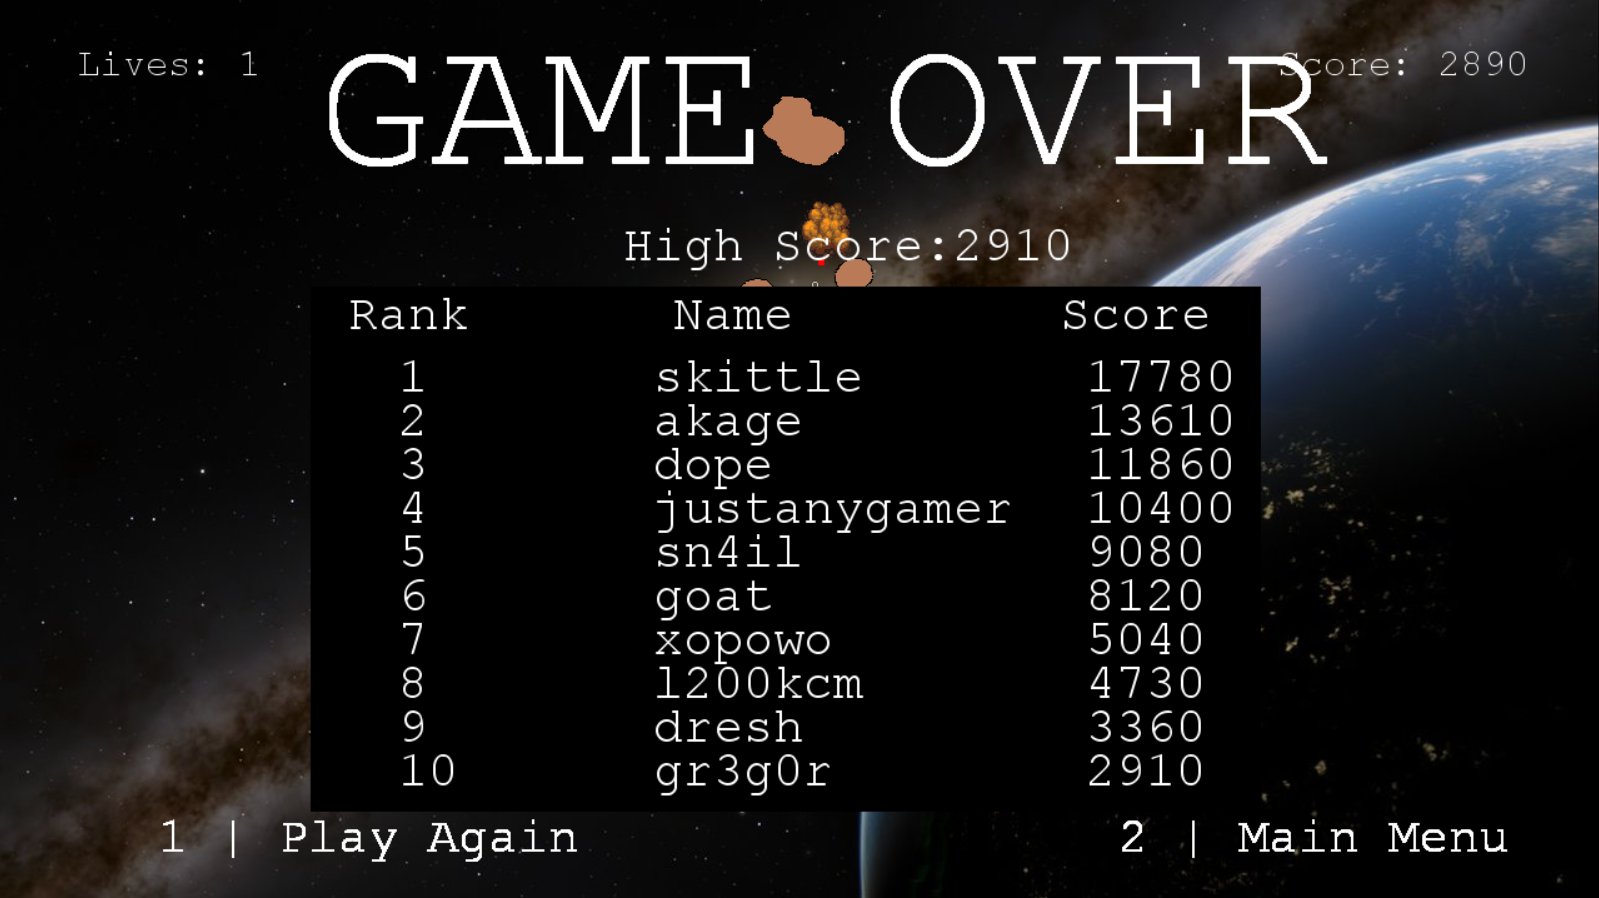 Lives: 1
Score: 2890
GAME OVER
High Score:2910
Rank Name Score
1 skittle 17780
2 akage 13610
3 dope 11860
4 justanygamer 10400
5 sn4il 9080
6 goat 8120
7 xopowo 5040
8 l200kcm 4730
9 dresh 3360
10 gr3g0r 2910
1 | Play Again
2 | Main Menu